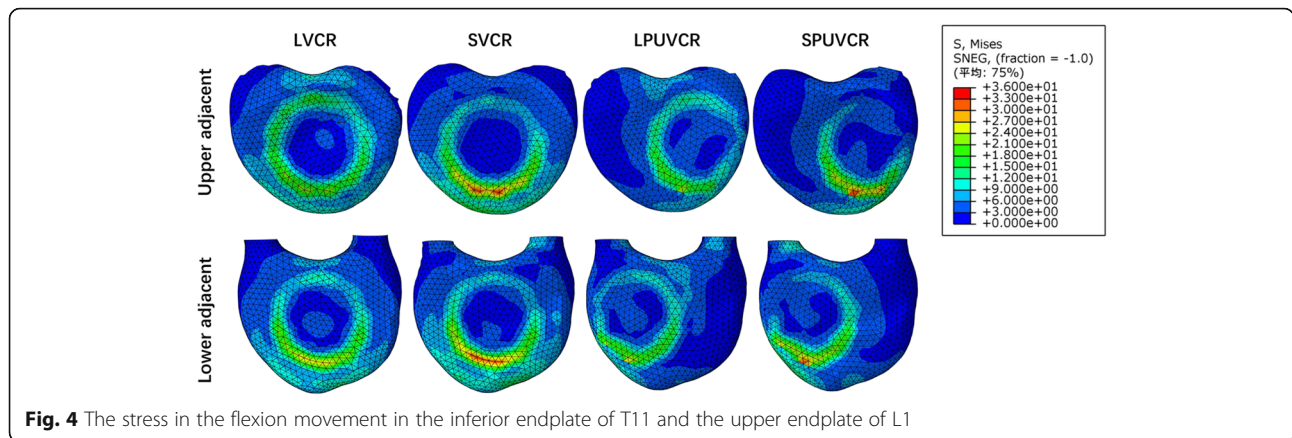 LVCR SVCR LPUVCR SPUVCR
Upper adjacent
Lower adjacent
S, Mises
SNEG, (fraction = -1.0)
(平均: 75%)
+3.600e+01
+3.300e+01
+3.000e+01
+2.700e+01
+2.400e+01
+2.100e+01
+1.800e+01
+1.500e+01
+1.200e+01
+9.000e+00
+6.000e+00
+3.000e+00
+0.000e+00
Fig. 4 The stress in the flexion movement in the inferior endplate of T11 and the upper endplate of L1